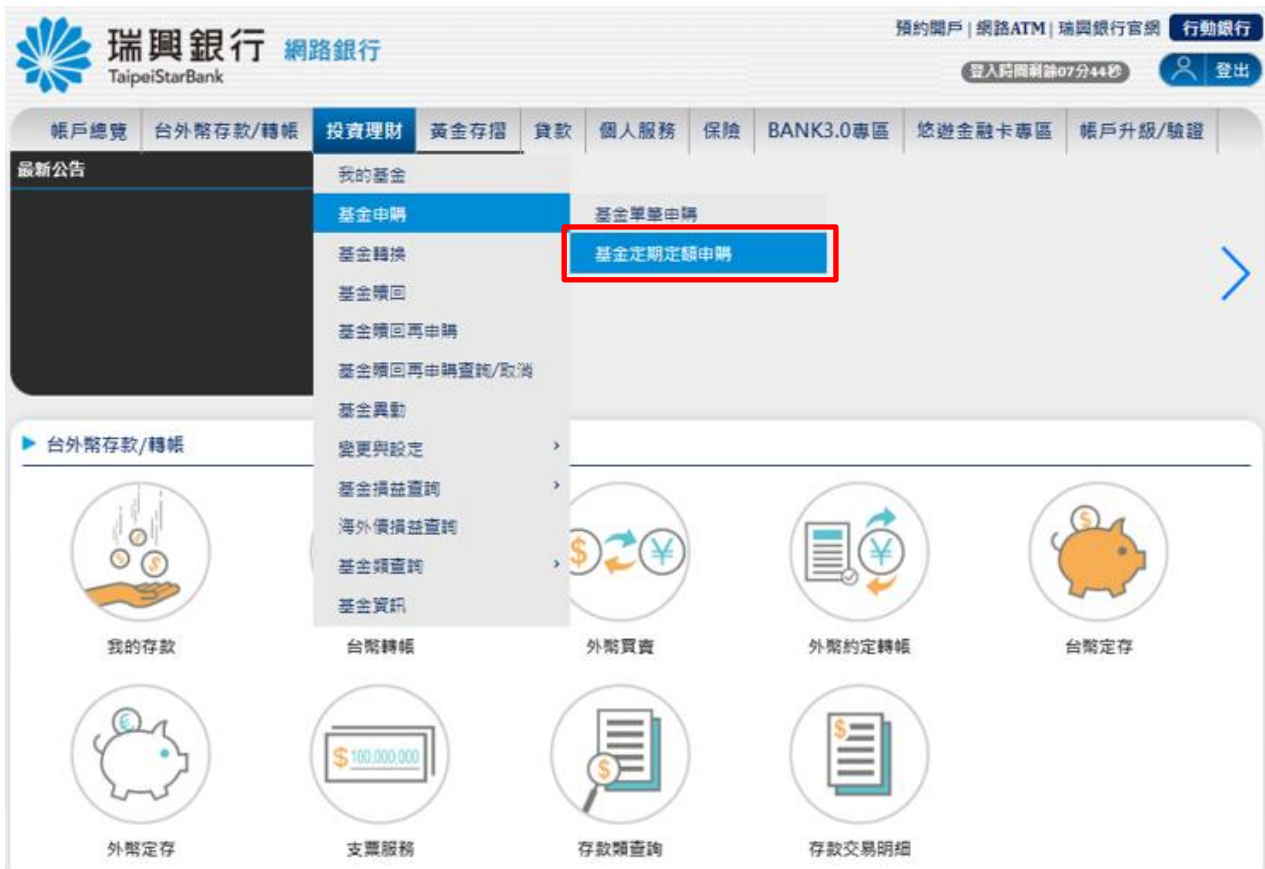 預約開戶 | 網路ATM | 瑞興銀行官網 行動銀行
瑞興銀行 網路銀行
TaipeiStarBank
登入時間剩餘07分44秒 登出
帳戶總覽 台外幣存款/轉帳 投資理財 黃金存摺 貸款 個人服務 保險 BANK3.0專區 悠遊金融卡專區 帳戶升級/驗證
最新公告
我的基金
基金申購
基金單筆申購
基金轉換
基金定期定額申購
基金贖回
基金贖回再申購
基金贖回再申購查詢/取消
基金異動
變更與設定
基金損益查詢
海外債損益查詢
基金類查詢
基金資訊
台外幣存款/轉帳
我的存款 台幣轉帳 外幣買賣 外幣約定轉帳 台幣定存
$100,000,000
外幣定存 支票服務 存款類查詢 存款交易明細